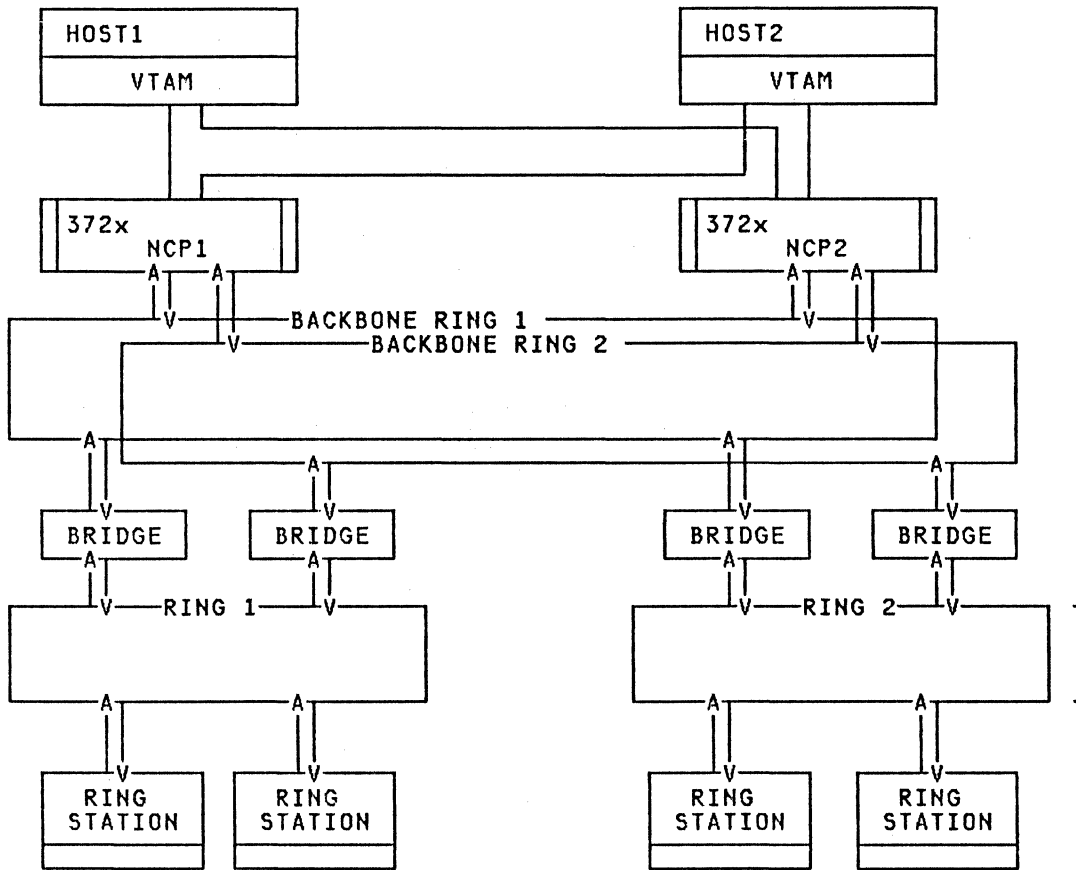 HOST1
VTAM
HOST2
VTAM
372x
NCP1
372x
NCP2
A A A A
V BACKBONE RING 1 V
V BACKBONE RING 2 V
A A
A A
V V V V
BRIDGE BRIDGE BRIDGE BRIDGE
A A A A
V RING 1 V V RING 2 V
A A A A
V V V V
RING
STATION
RING
STATION
RING
STATION
RING
STATION